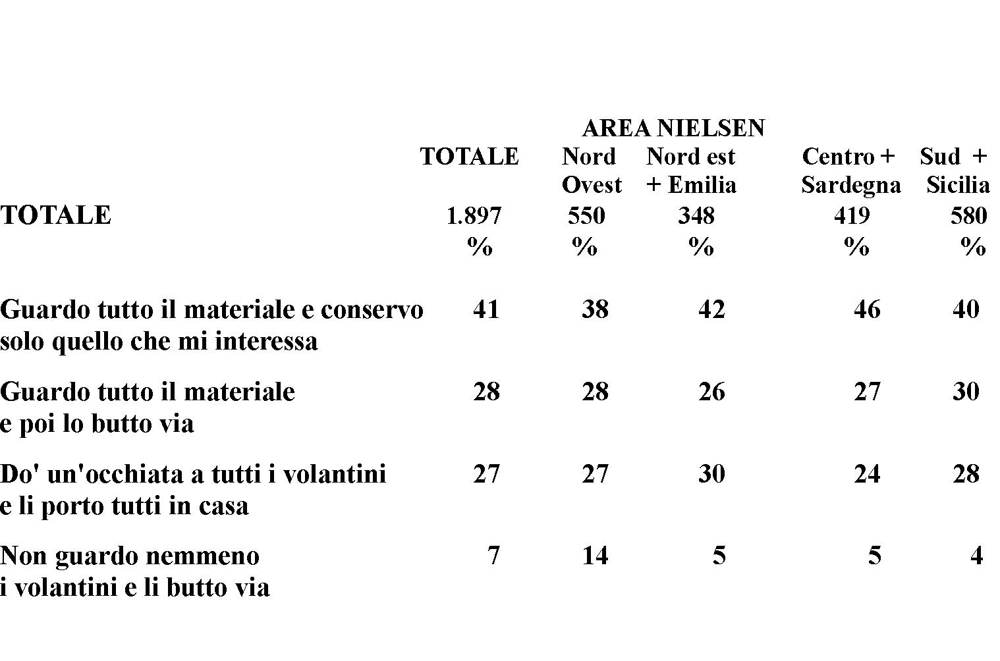 AREA NIELSEN
TOTALE Nord Nord est Centro + Sud +
Ovest + Emilia Sardegna Sicilia
TOTALE 1.897 550 348 419 580
% % % % %
Guardo tutto il materiale e conservo 41 38 42 46 40
solo quello che mi interessa
Guardo tutto il materiale 28 28 26 27 30
e poi lo butto via
Do' un'occhiata a tutti i volantini 27 27 30 24 28
e li porto tutti in casa
Non guardo nemmeno 7 14 5 5 4
i volantini e li butto via